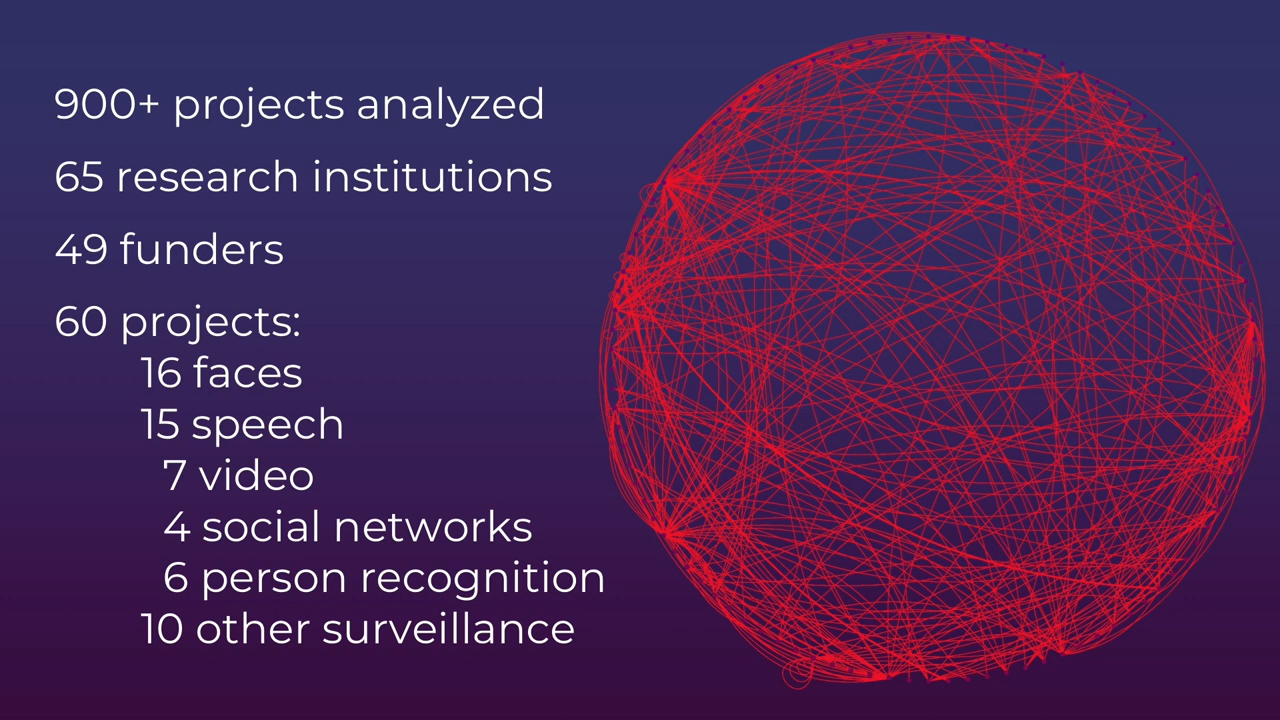 900+ projects analyzed
65 research institutions
49 funders
60 projects:
16 faces
15 speech
7 video
4 social networks
6 person recognition
10 other surveillance